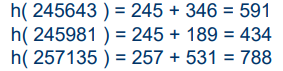 h( 245643 ) = 245 + 346 = 591
h( 245981 ) = 245 + 189 = 434
h( 257135 ) = 257 + 531 = 788